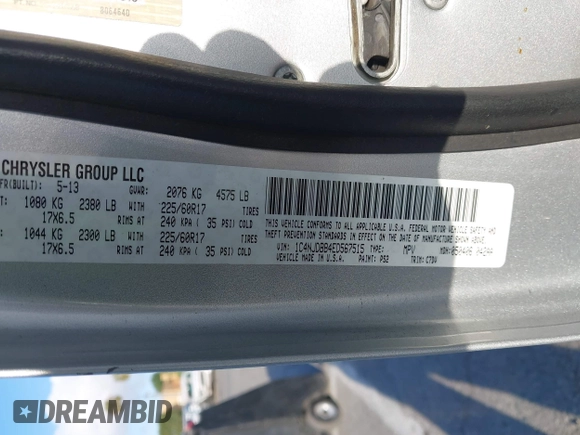 8064640
CHRYSLER GROUP LLC
FR(BUILT): 5-13 GVWR: 2076 KG 4575 LB
1080 KG 2380 LB WITH 225/60R17 TIRES
17X6.5 RIMS AT 240 KPA ( 35 PSI) COLD
1044 KG 2300 LB WITH 225/60R17 TIRES
17X6.5 RIMS AT 240 KPA ( 35 PSI) COLD
THIS VEHICLE CONFORMS TO ALL APPLICABLE U.S.A. FEDERAL MOTOR VEHICLE SAFETY AND
THEFT PREVENTION STANDARDS IN EFFECT ON THE DATE OF MANUFACTURE SHOWN ABOVE.
VIN: 1C4NJDBB4ED567515 TYPE: MPV MDH:
VEHICLE MADE IN U.S.A. PAINT: PS2 TRIM:
DREAMBID